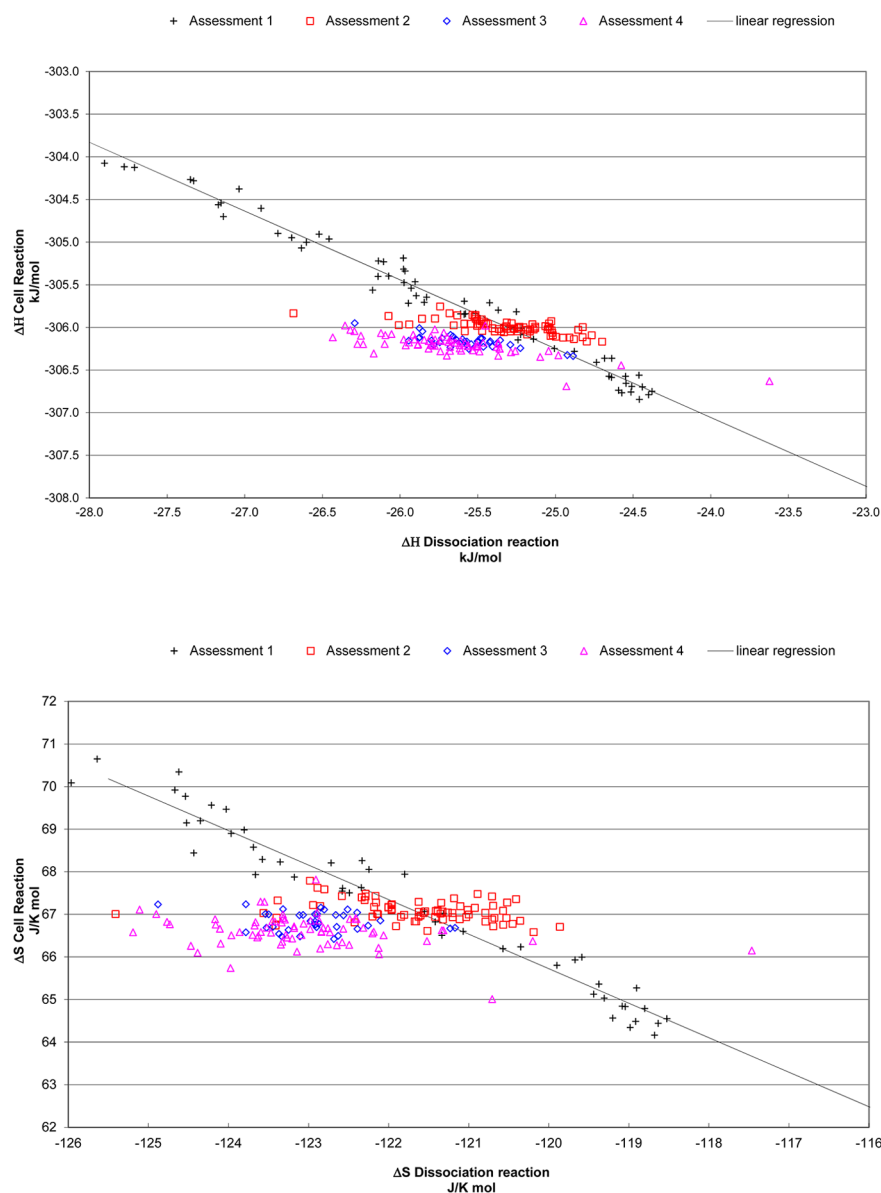 Assessment 1 Assessment 2 Assessment 3 Assessment 4 linear regression
-303.0
-303.5
-304.0
-304.5
-305.0
-305.5
-306.0
-306.5
-307.0
-307.5
-308.0
ΔH Cell Reaction
kJ/mol
-28.0 -27.5 -27.0 -26.5 -26.0 -25.5 -25.0 -24.5 -24.0 -23.5 -23.0
ΔH Dissociation reaction
kJ/mol
Assessment 1 Assessment 2 Assessment 3 Assessment 4 linear regression
72
71
70
69
68
67
66
65
64
63
62
ΔS Cell Reaction
J/K mol
-126 -125 -124 -123 -122 -121 -120 -119 -118 -117 -116
ΔS Dissociation reaction
J/K mol